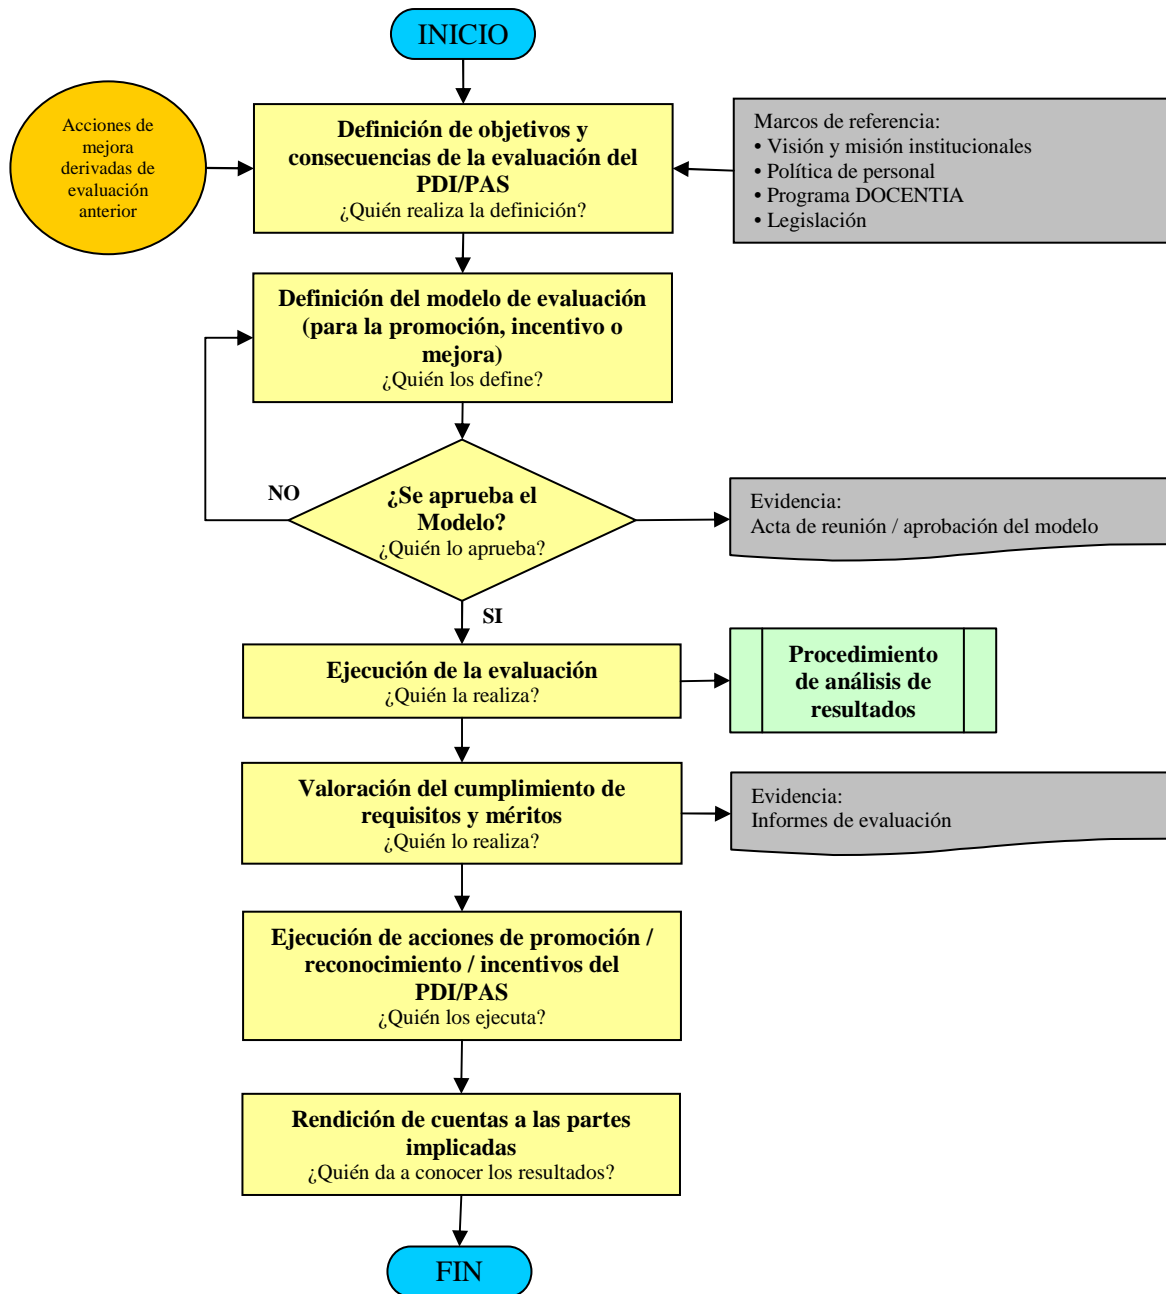 INICIO
Acciones de
mejora
derivadas de
evaluación
anterior
Definición de objetivos y
consecuencias de la evaluación del
PDI/PAS
¿Quién realiza la definición?
Marcos de referencia:
• Visión y misión institucionales
• Política de personal
• Programa DOCENTIA
• Legislación
Definición del modelo de evaluación
(para la promoción, incentivo o
mejora)
¿Quién los define?
NO
¿Se aprueba el
Modelo?
¿Quién lo aprueba?
Evidencia:
Acta de reunión / aprobación del modelo
SI
Ejecución de la evaluación
¿Quién la realiza?
Procedimiento
de análisis de
resultados
Valoración del cumplimiento de
requisitos y méritos
¿Quién lo realiza?
Evidencia:
Informes de evaluación
Ejecución de acciones de promoción /
reconocimiento / incentivos del
PDI/PAS
¿Quién los ejecuta?
Rendición de cuentas a las partes
implicadas
¿Quién da a conocer los resultados?
FIN